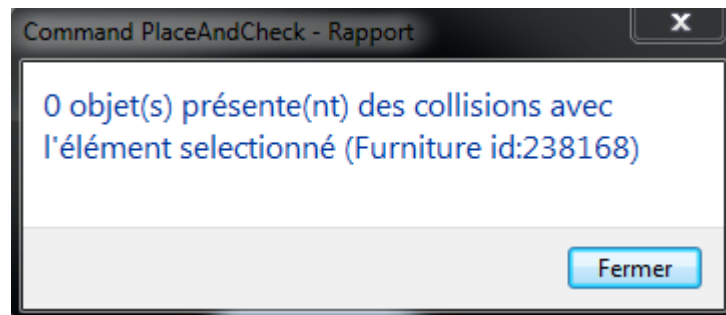 Command PlaceAndCheck - Rapport
0 objet(s) présente(nt) des collisions avec
l'élément selectionné (Furniture id:238168)
Fermer